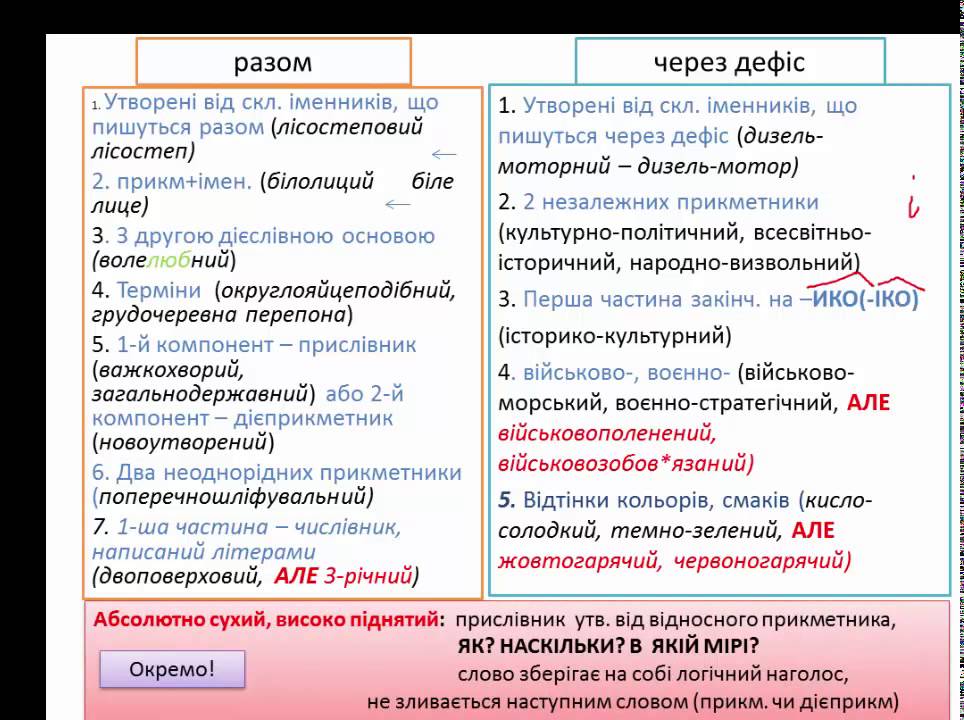 разом
1. Утворені від скл. іменників, що
пишуться разом (лісостеповий
лісостеп)
2. прикм+імен. (білолиций біле
лице)
3. З другою дієслівною основою
(волелюбний)
4. Терміни (округлояйцеподібний,
грудочеревна перепона)
5. 1-й компонент – прислівник
(важкохворий,
загальнодержавний) або 2-й
компонент – дієприкметник
(новоутворений)
6. Два неоднорідних прикметники
(поперечношліфувальний)
7. 1-ша частина – числівник,
написаний літерами
(двоповерховий, АЛЕ 3-річний)
через дефіс
1. Утворені від скл. іменників, що
пишуться через дефіс (дизель-
моторний – дизель-мотор)
2. 2 незалежних прикметники
(культурно-політичний, всесвітньо-
історичний, народно-визвольний)
3. Перша частина закінч. на –ИКО(-ІКО)
(історико-культурний)
4. військово-, воєнно- (військово-
морський, воєнно-стратегічний, АЛЕ
військовополенений,
військовозобов*язаний)
5. Відтінки кольорів, смаків (кисло-
солодкий, темно-зелений, АЛЕ
жовтогарячий, червоногарячий)
Абсолютно сухий, високо піднятий: прислівник утв. від відносного прикметника,
ЯК? НАСКІЛЬКИ? В ЯКІЙ МІРІ?
Окремо!
слово зберігає на собі логічний наголос,
не зливається наступним словом (прикм. чи дієприкм)